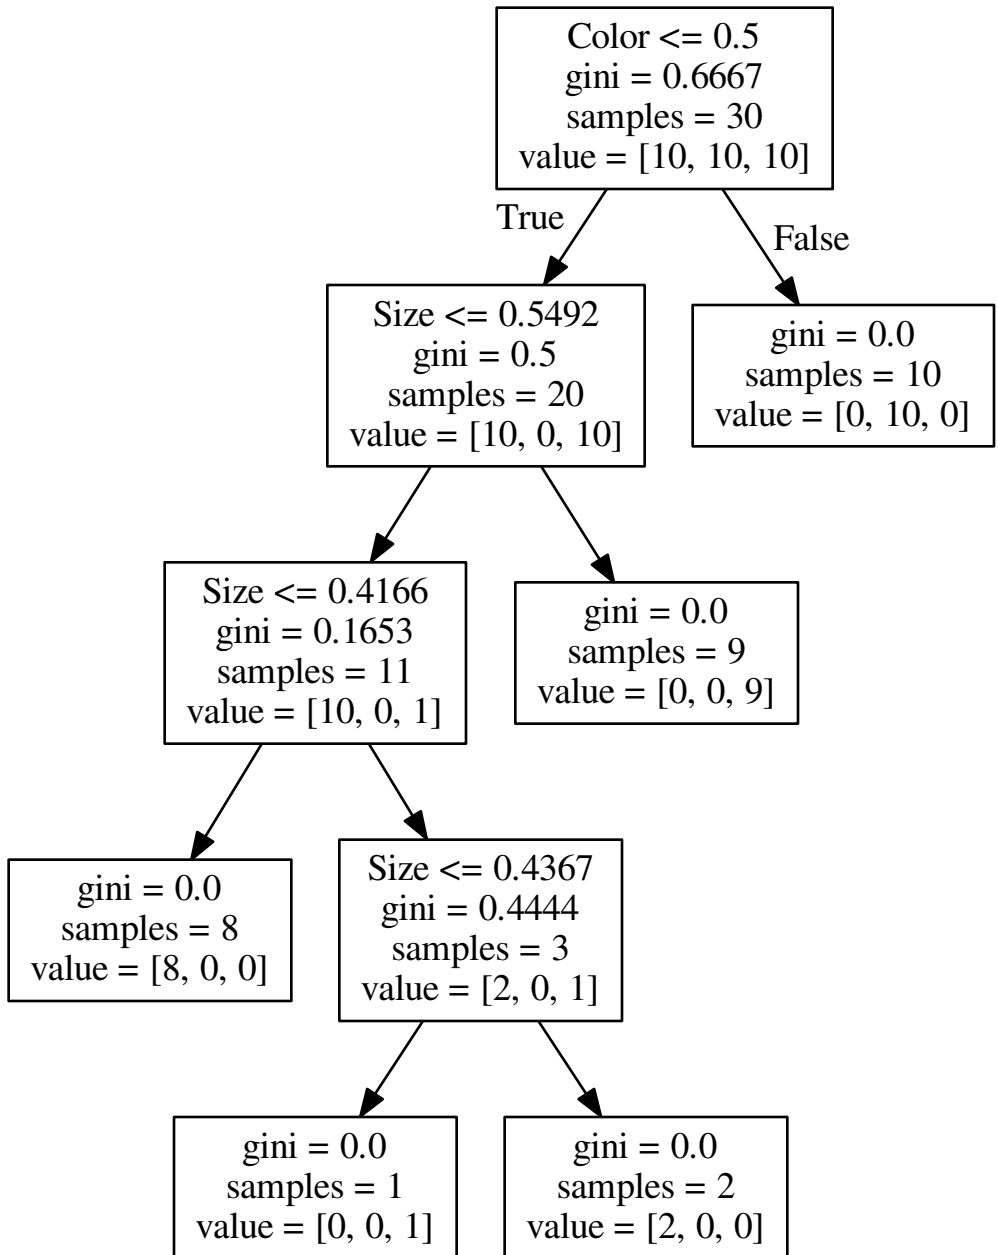 Color <= 0.5
gini = 0.6667
samples = 30
value = [10, 10, 10]
True
False
Size <= 0.5492
gini = 0.5
samples = 20
value = [10, 0, 10]
gini = 0.0
samples = 10
value = [0, 10, 0]
Size <= 0.4166
gini = 0.1653
samples = 11
value = [10, 0, 1]
gini = 0.0
samples = 9
value = [0, 0, 9]
gini = 0.0
samples = 8
value = [8, 0, 0]
Size <= 0.4367
gini = 0.4444
samples = 3
value = [2, 0, 1]
gini = 0.0
samples = 1
value = [0, 0, 1]
gini = 0.0
samples = 2
value = [2, 0, 0]